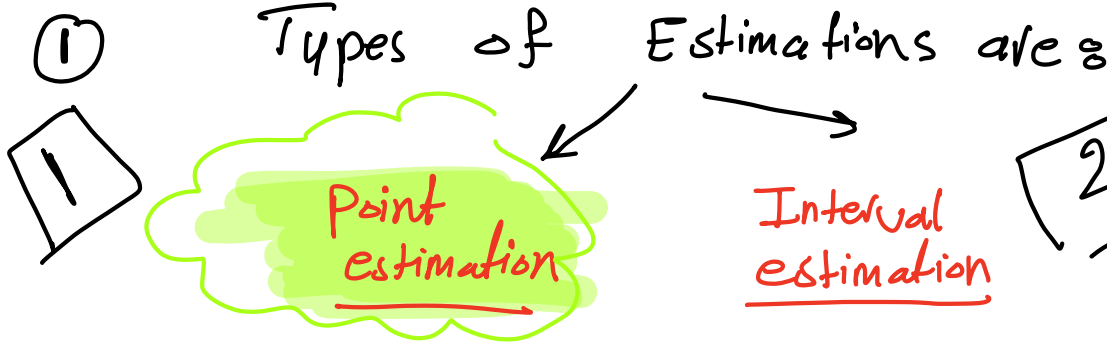 ① Types of Estimations are:
1
2
Point
estimation
Interval
estimation